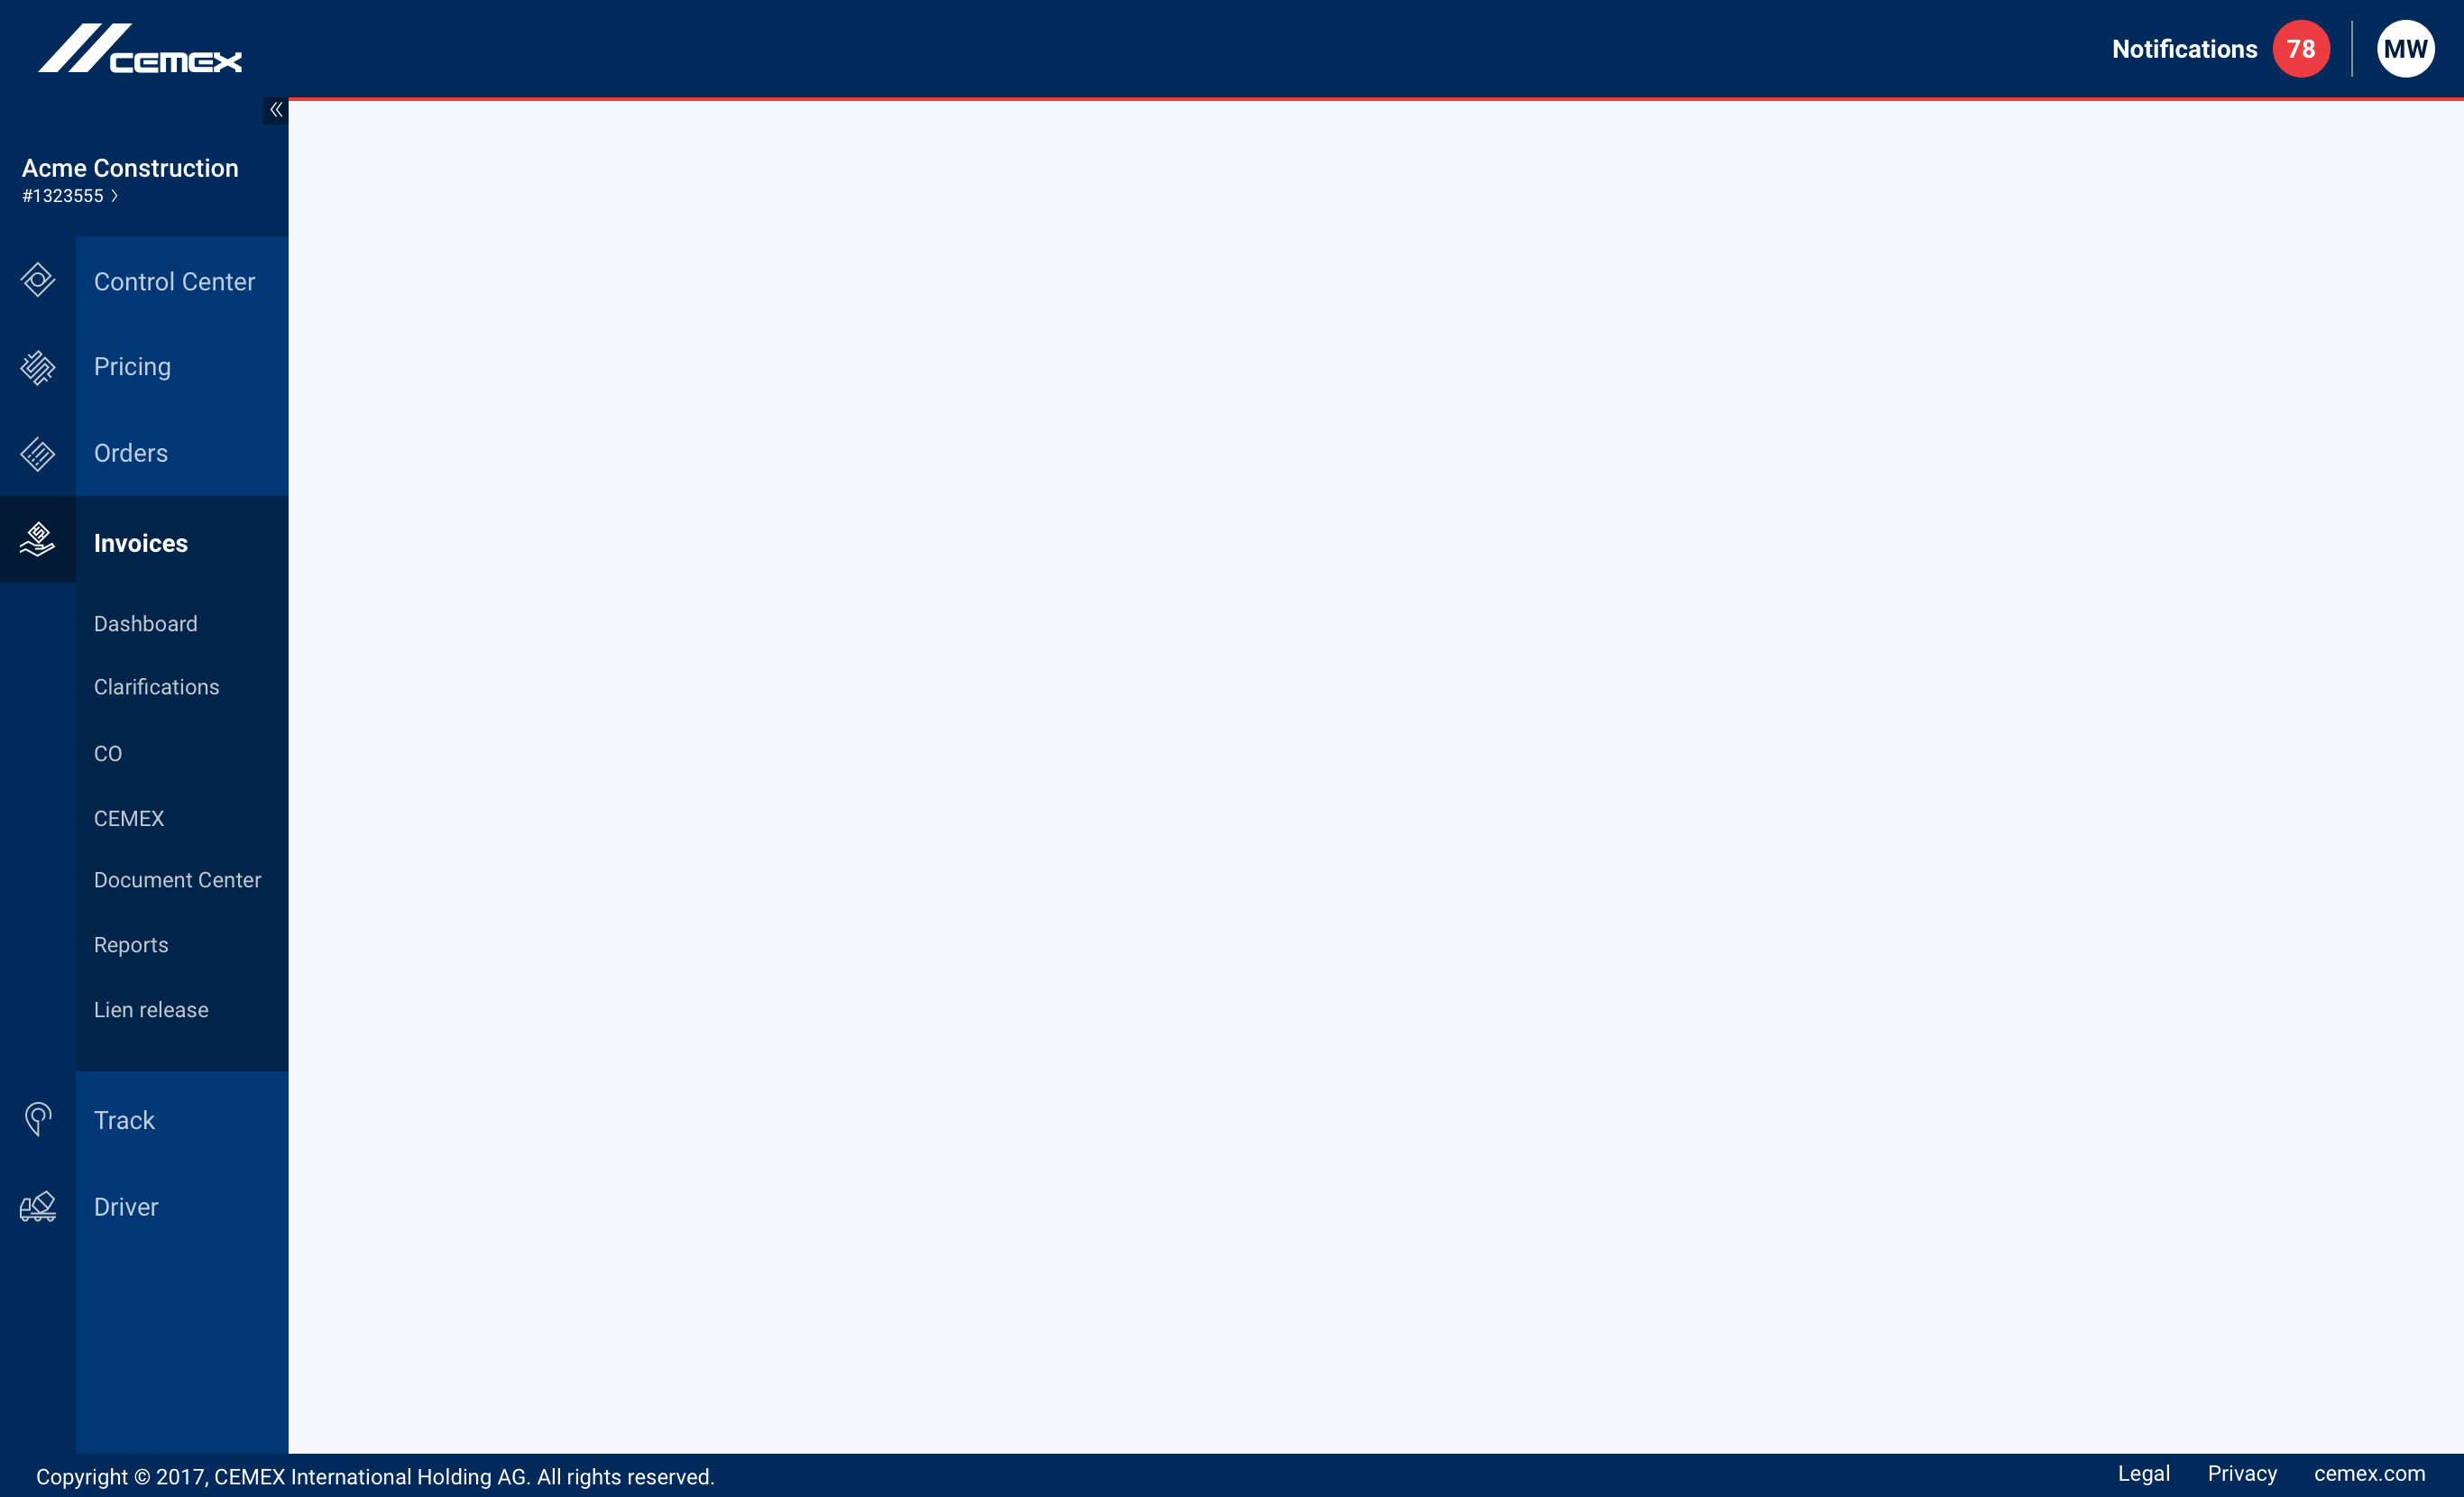 CEMEX
Notifications 78 MW
Acme Construction
#1323555
Control Center
Pricing
Orders
Invoices
Dashboard
Clarifications
CO
CEMEX
Document Center
Reports
Lien release
Track
Driver
Copyright © 2017, CEMEX International Holding AG. All rights reserved.
Legal Privacy cemex.com